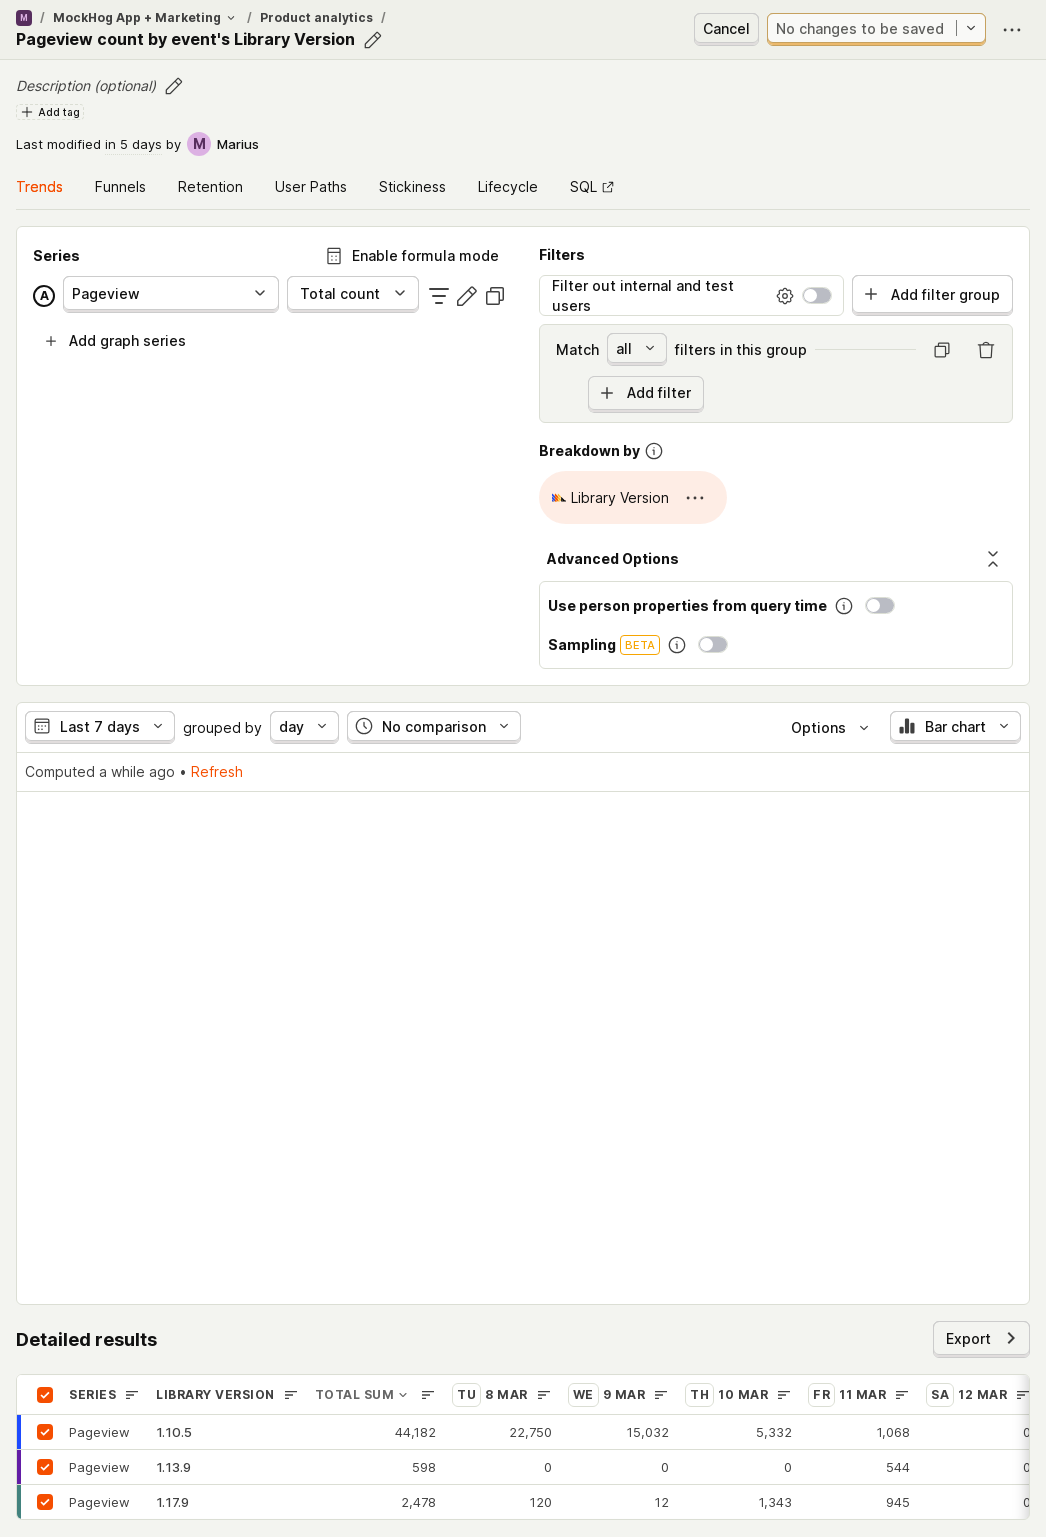 M / MockHog App + Marketing / Product analytics /
Pageview count by event's Library Version
Cancel
No changes to be saved
Description (optional)
Add tag
Last modified in 5 days by M Marius
Trends Funnels Retention User Paths Stickiness Lifecycle SQL
Series
Enable formula mode
A Pageview Total count
Add graph series
Filters
Filter out internal and test
users
Add filter group
Match all filters in this group
Add filter
Breakdown by
Library Version
Advanced Options
Use person properties from query time
Sampling BETA
Last 7 days grouped by day No comparison Options Bar chart
Computed a while ago • Refresh
Detailed results
Export
SERIES LIBRARY VERSION TOTAL SUM TU 8 MAR WE 9 MAR TH 10 MAR FR 11 MAR SA 12 MAR
Pageview 1.10.5 44,182 22,750 15,032 5,332 1,068 0
Pageview 1.13.9 598 0 0 0 544 0
Pageview 1.17.9 2,478 120 12 1,343 945 0